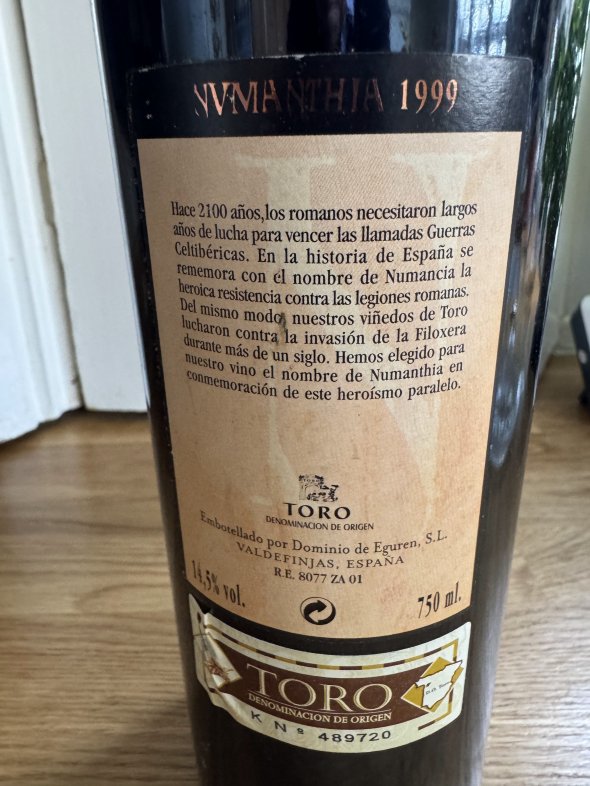 NVMANTHIA 1999
Hace 2100 años,los romanos necesitaron largos
años de lucha para vencer las llamadas Guerras
Celtibéricas. En la historia de España se
rememora con el nombre de Numancia la
heroica resistencia contra las legiones romanas.
Del mismo modo, nuestros viñedos de Toro
lucharon contra la invasión de la Filoxera
durante más de un siglo. Hemos elegido para
nuestro vino el nombre de Numanthia en
conmemoración de este heroísmo paralelo.
TORO
DENOMINACION DE ORIGEN
Embotellado por Dominio de Eguren, S.L.
VALDEFINJAS, ESPAÑA
R.E. 8077 ZA 01
14,5% vol.
750 ml.
TORO
DENOMINACION DE ORIGEN
D.O. Toro
K Nº 489720